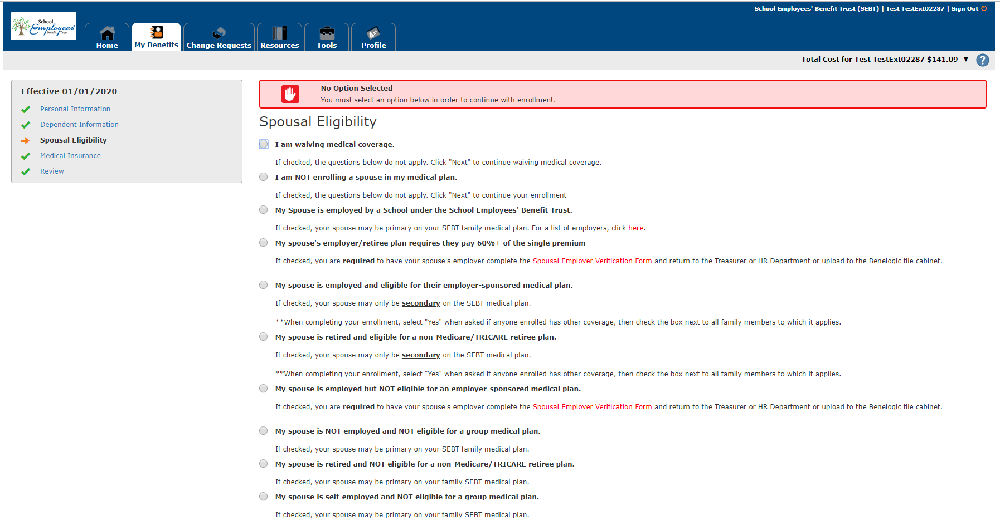 School Employees' Benefit Trust (SEBT) | Test TestExt02287 | Sign Out
School
Employees'
Benefit Trust
Home
My Benefits
Change Requests
Resources
Tools
Profile
Total Cost for Test TestExt02287 $141.09 ▼ ?
Effective 01/01/2020
Personal Information
Dependent Information
Spousal Eligibility
Medical Insurance
Review
No Option Selected
You must select an option below in order to continue with enrollment.
Spousal Eligibility
I am waiving medical coverage.
If checked, the questions below do not apply. Click "Next" to continue waiving medical coverage.
I am NOT enrolling a spouse in my medical plan.
If checked, the questions below do not apply. Click "Next" to continue your enrollment
My Spouse is employed by a School under the School Employees' Benefit Trust.
If checked, your spouse may be primary on your SEBT family medical plan. For a list of employers, click here.
My spouse's employer/retiree plan requires they pay 60%+ of the single premium
If checked, you are required to have your spouse's employer complete the Spousal Employer Verification Form and return to the Treasurer or HR Department or upload to the Benelogic file cabinet.
My spouse is employed and eligible for their employer-sponsored medical plan.
If checked, your spouse may only be secondary on the SEBT medical plan.
**When completing your enrollment, select "Yes" when asked if anyone enrolled has other coverage, then check the box next to all family members to which it applies.
My spouse is retired and eligible for a non-Medicare/TRICARE retiree plan.
If checked, your spouse may only be secondary on the SEBT medical plan.
**When completing your enrollment, select "Yes" when asked if anyone enrolled has other coverage, then check the box next to all family members to which it applies.
My spouse is employed but NOT eligible for an employer-sponsored medical plan.
If checked, you are required to have your spouse's employer complete the Spousal Employer Verification Form and return to the Treasurer or HR Department or upload to the Benelogic file cabinet.
My spouse is NOT employed and NOT eligible for a group medical plan.
If checked, your spouse may be primary on your SEBT family medical plan.
My spouse is retired and NOT eligible for a non-Medicare/TRICARE retiree plan.
If checked, your spouse may be primary on your family SEBT medical plan.
My spouse is self-employed and NOT eligible for a group medical plan.
If checked, your spouse may be primary on your family SEBT medical plan.